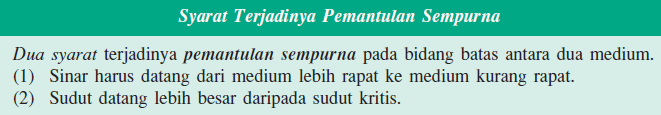 Syarat Terjadinya Pemantulan Sempurna
Dua syarat terjadinya pemantulan sempurna pada bidang batas antara dua medium.
(1) Sinar harus datang dari medium lebih rapat ke medium kurang rapat.
(2) Sudut datang lebih besar daripada sudut kritis.